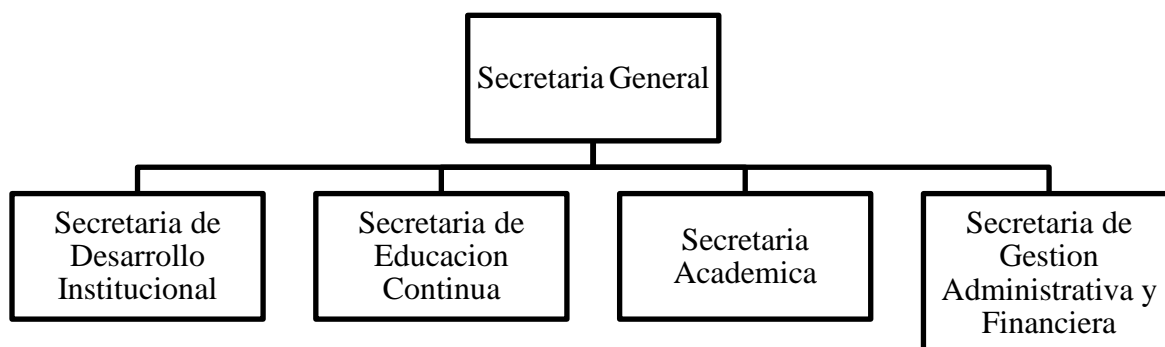 Secretaria General
Secretaria de
Desarrollo
Institucional
Secretaria de
Educacion
Continua
Secretaria
Academica
Secretaria de
Gestion
Administrativa y
Financiera